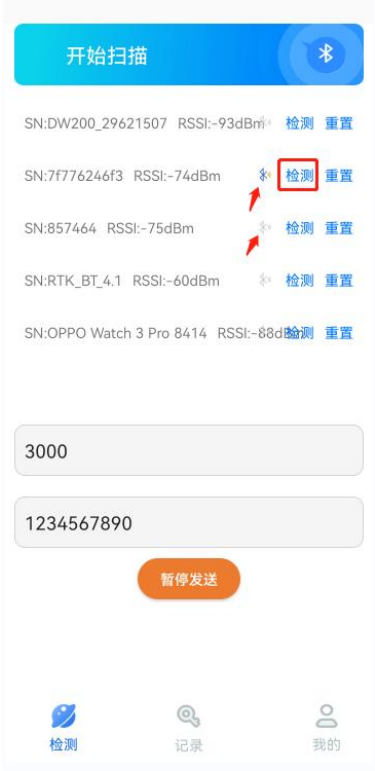 开始扫描
SN:DW200_29621507 RSSI:-93dBm 检测 重置
SN:7f776246f3 RSSI:-74dBm 检测 重置
SN:857464 RSSI:-75dBm 检测 重置
SN:RTK_BT_4.1 RSSI:-60dBm 检测 重置
SN:OPPO Watch 3 Pro 8414 RSSI:-88dBm 检测 重置
3000
1234567890
暂停发送
检测 记录 我的